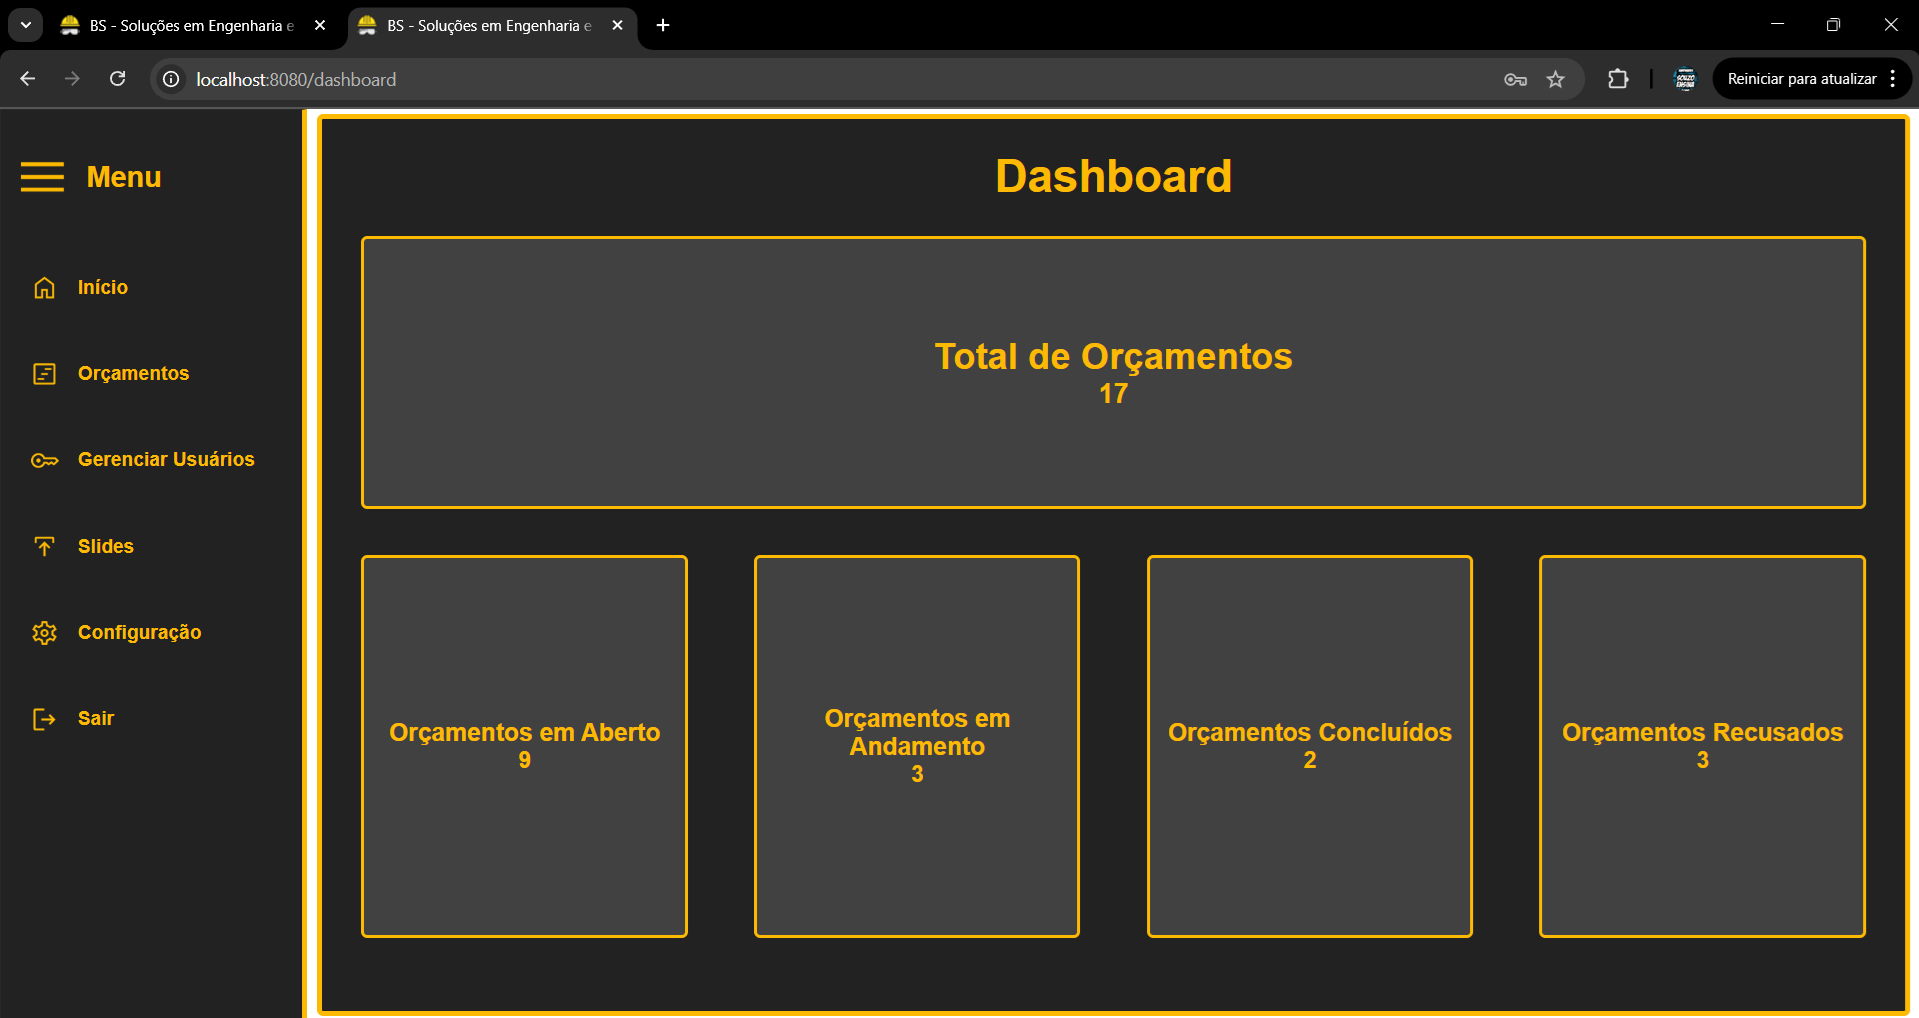 BS - Soluções em Engenharia e
BS - Soluções em Engenharia e
localhost:8080/dashboard
SOUZO
ENSINA
Reiniciar para atualizar
Menu
Início
Orçamentos
Gerenciar Usuários
Slides
Configuração
Sair
Dashboard
Total de Orçamentos
17
Orçamentos em Aberto
9
Orçamentos em
Andamento
3
Orçamentos Concluídos
2
Orçamentos Recusados
3